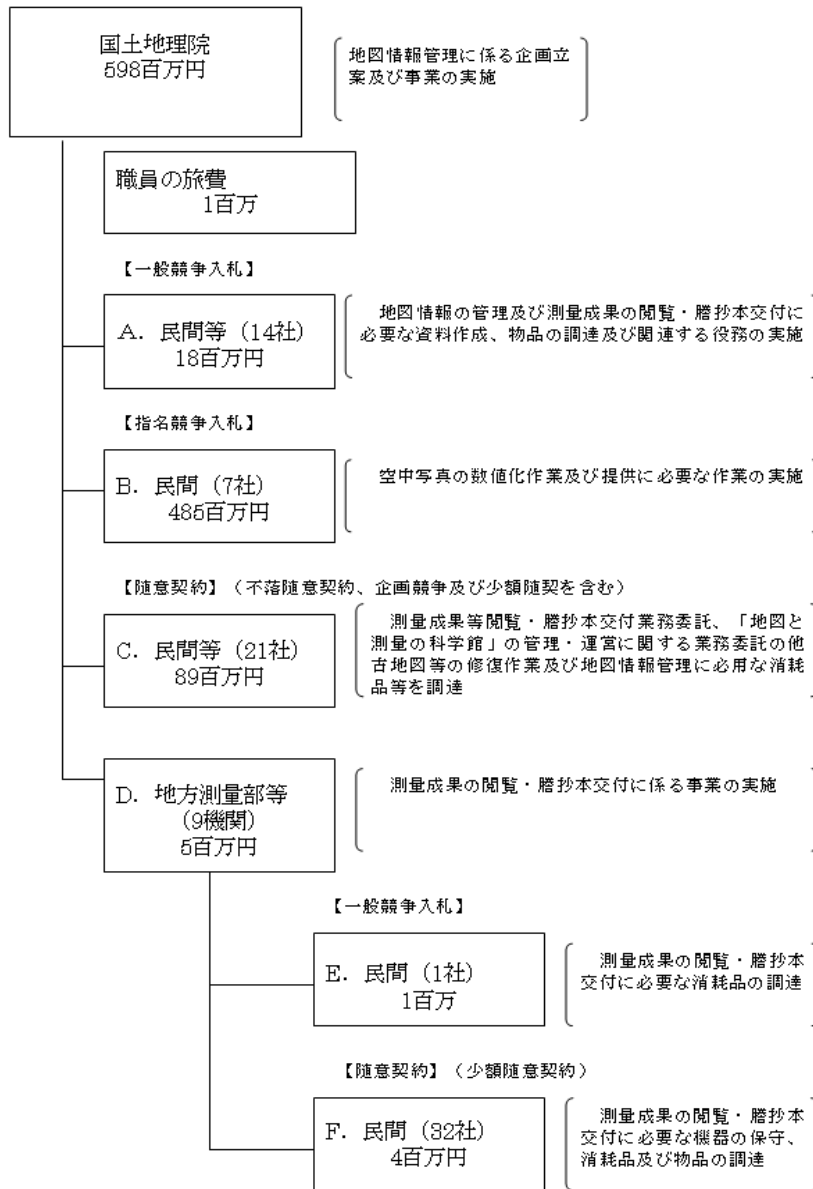 国土地理院
598百万円
地図情報管理に係る企画立
案及び事業の実施
職員の旅費
1百万
【一般競争入札】
A. 民間等（14社）
18百万円
地図情報の管理及び測量成果の閲覧・謄抄本交付に
必要な資料作成、物品の調達及び関連する役務の実施
【指名競争入札】
B. 民間（7社）
485百万円
空中写真の数値化作業及び提供に必要な作業の実施
【随意契約】（不落随意契約、企画競争及び少額随契を含む）
C. 民間等（21社）
89百万円
測量成果等閲覧・謄抄本交付業務委託、「地図と
測量の科学館」の管理・運営に関する業務委託の他
古地図等の修復作業及び地図情報管理に必用な消耗
品等を調達
D. 地方測量部等
（9機関）
5百万円
測量成果の閲覧・謄抄本交付に係る事業の実施
【一般競争入札】
E. 民間（1社）
1百万
測量成果の閲覧・謄抄本
交付に必要な消耗品の調達
【随意契約】（少額随意契約）
F. 民間（32社）
4百万円
測量成果の閲覧・謄抄本
交付に必要な機器の保守、
消耗品及び物品の調達